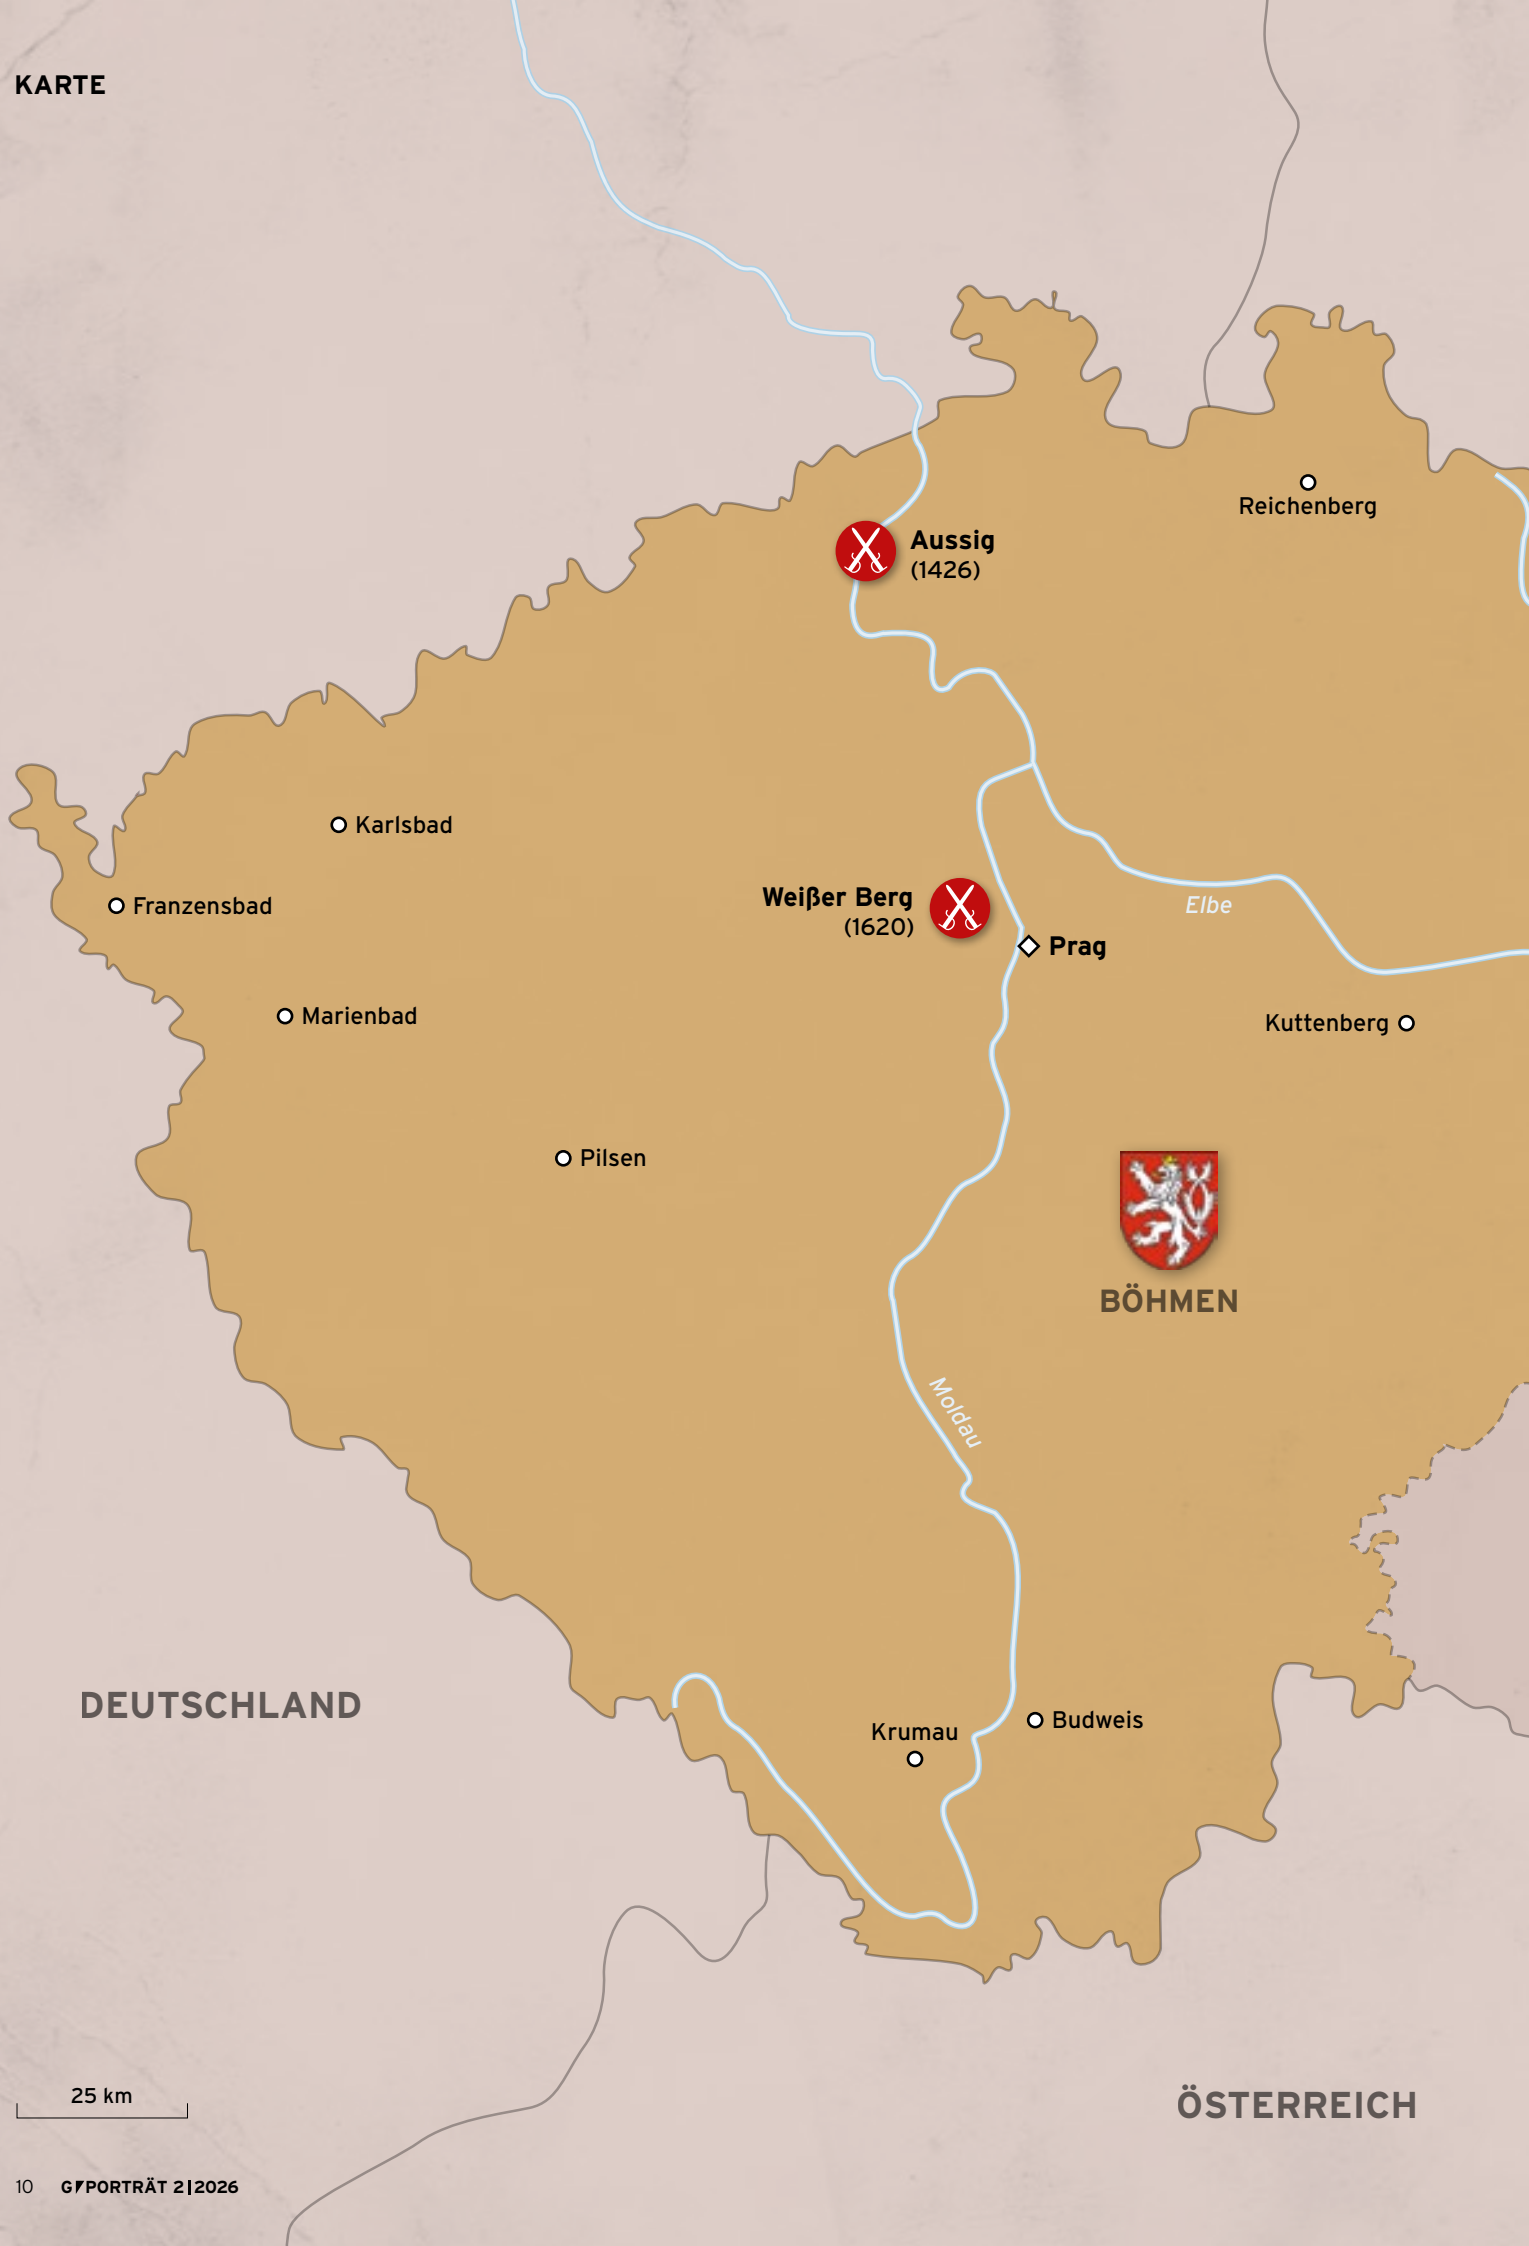 KARTE
Reichenberg
Aussig
(1426)
Karlsbad
Franzensbad
Weißer Berg
(1620)
Elbe
Prag
Marienbad
Kuttenberg
Pilsen
BÖHMEN
Moldau
DEUTSCHLAND
Krumau
Budweis
25 km
ÖSTERREICH
10 G PORTRÄT 2|2026